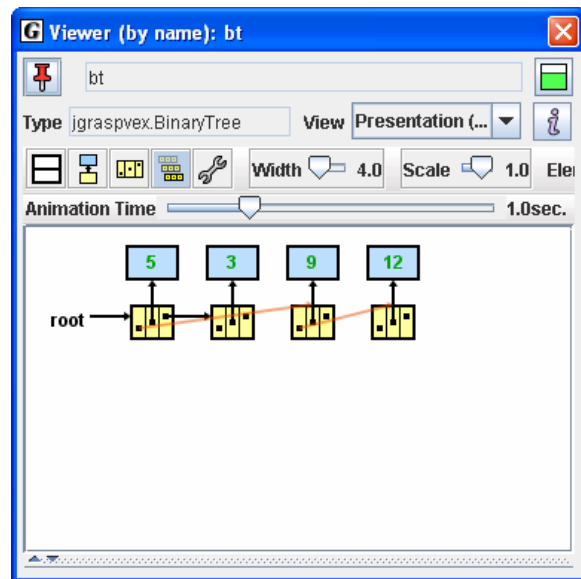 G Viewer (by name): bt
bt
Type jgraspvex.BinaryTree View Presentation (...
Width 4.0 Scale 1.0 Ele
Animation Time 1.0sec.
5 3 9 12
root